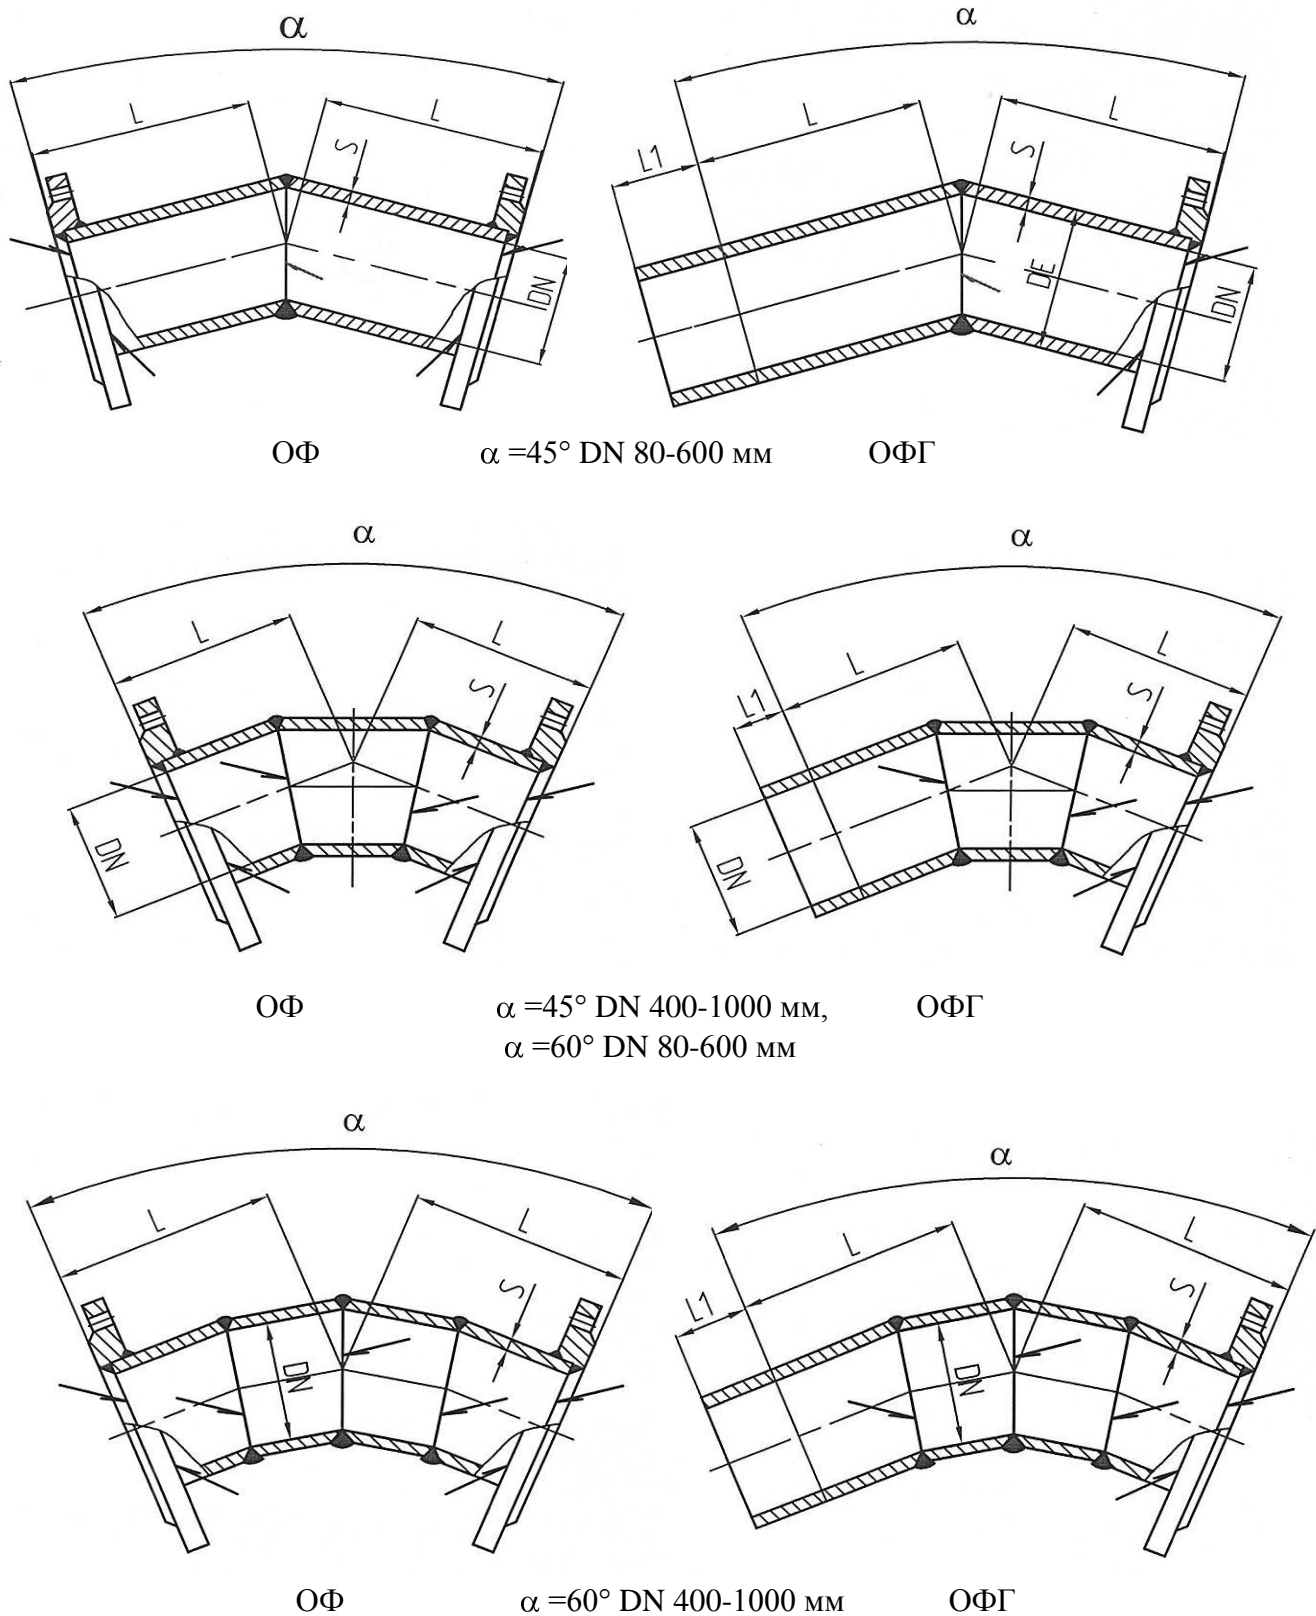 α α
L L S L L L1 S DE DN DN
ОФ α =45° DN 80-600 мм ОФГ
α α
L L S DN L L L1 S DN
ОФ α =45° DN 400-1000 мм, ОФГ
α =60° DN 80-600 мм
α α
L L S DN L L L1 S DN
ОФ α =60° DN 400-1000 мм ОФГ